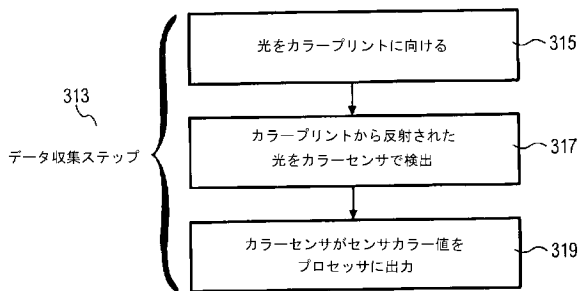 光をカラープリントに向ける
315
313
データ収集ステップ
カラープリントから反射された
光をカラーセンサで検出
317
カラーセンサがセンサカラー値を
プロセッサに出力
319